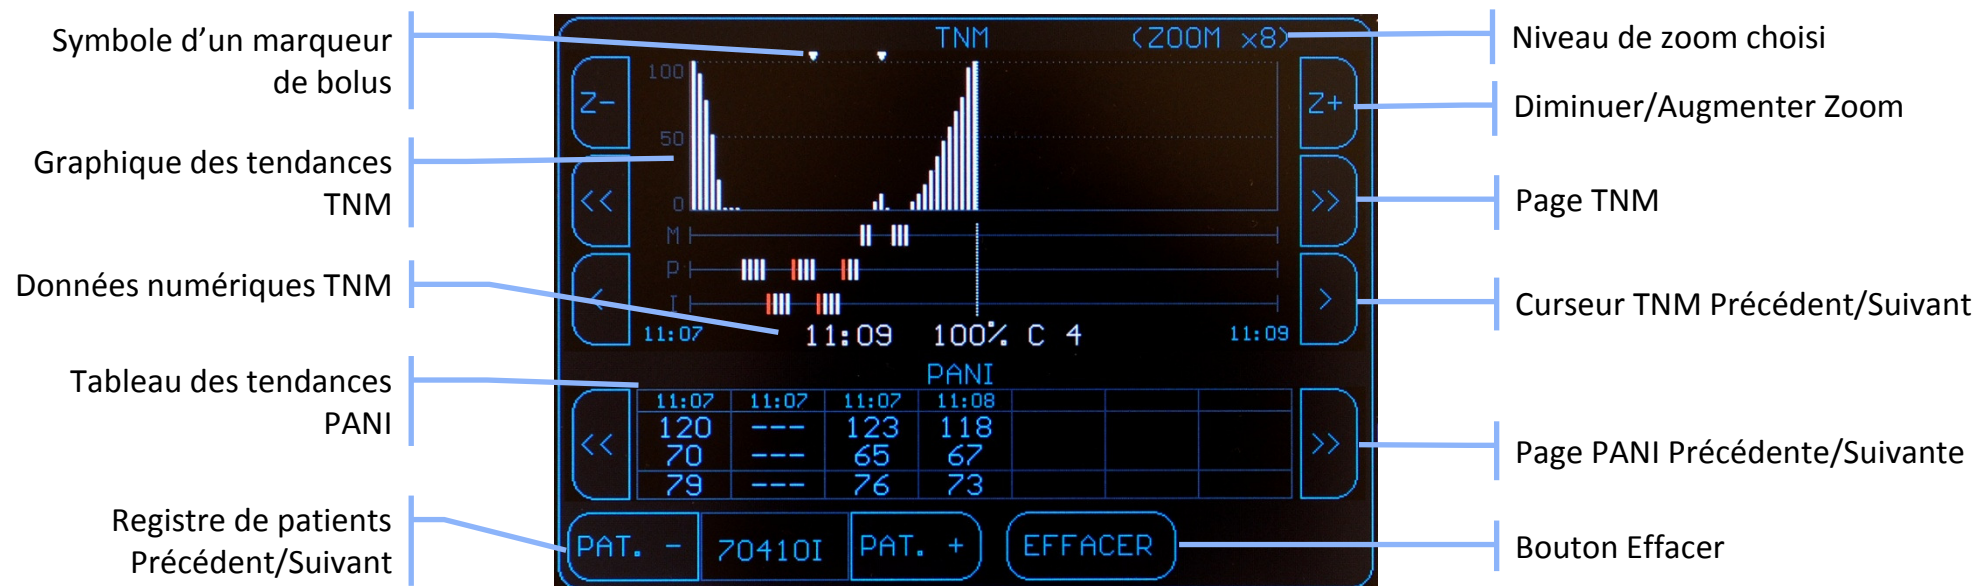 Symbole d’un marqueur
de bolus
Graphique des tendances
TNM
Données numériques TNM
Tableau des tendances
PANI
Registre de patients
Précédent/Suivant
TNM (ZOOM ×8)
Z-
100
Z+
50
<<
0
>>
M
P
<
I
>
11:07 11:09 100% C 4 11:09
PANI
11:07 11:07 11:07 11:08
<<
120 --- 123 118
70 --- 65 67
79 --- 76 73
>>
PAT. - 70410I PAT. + EFFACER
Niveau de zoom choisi
Diminuer/Augmenter Zoom
Page TNM
Curseur TNM Précédent/Suivant
Page PANI Précédente/Suivante
Bouton Effacer